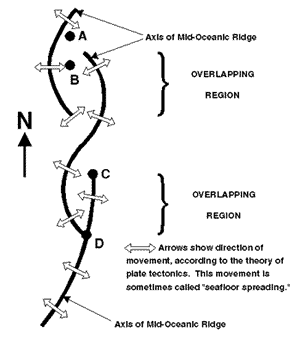 Axis of Mid-Oceanic Ridge
A
B
OVERLAPPING
REGION
N
C
OVERLAPPING
REGION
D
Arrows show direction of
movement, according to the theory of
plate tectonics. This movement is
sometimes called "seafloor spreading."
Axis of Mid-Oceanic Ridge